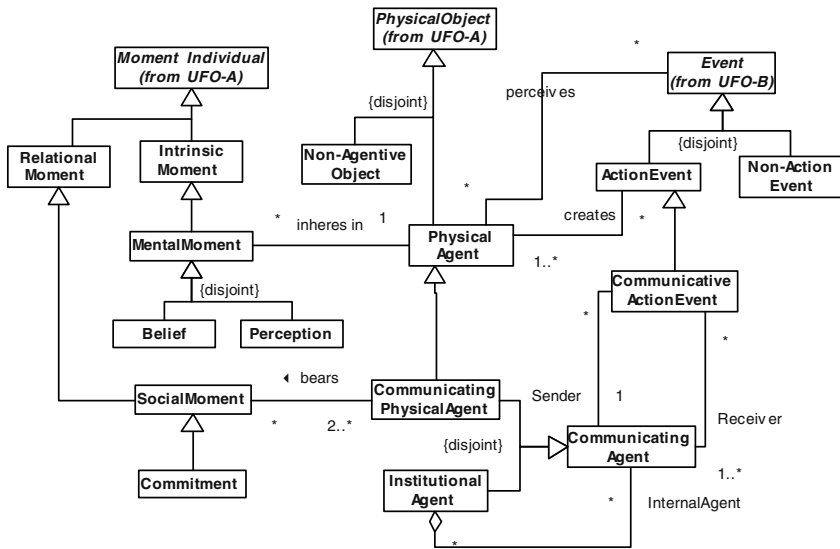 PhysicalObject
(from UFO-A)
Moment Individual
(from UFO-A)
*
Event
(from UFO-B)
perceives
{disjoint}
{disjoint}
Relational
Moment
Intrinsic
Moment
Non-Agentive
Object
ActionEvent
Non-Action
Event
*
creates
*
*
inheres in
1
MentalMoment
Physical
Agent
1..*
{disjoint}
Communicative
ActionEvent
Belief
Perception
*
*
bears
SocialMoment
Communicating
PhysicalAgent
Sender
1
*
2..*
Receiver
{disjoint}
Communicating
Agent
Commitment
Institutional
Agent
1..*
*
InternalAgent
*